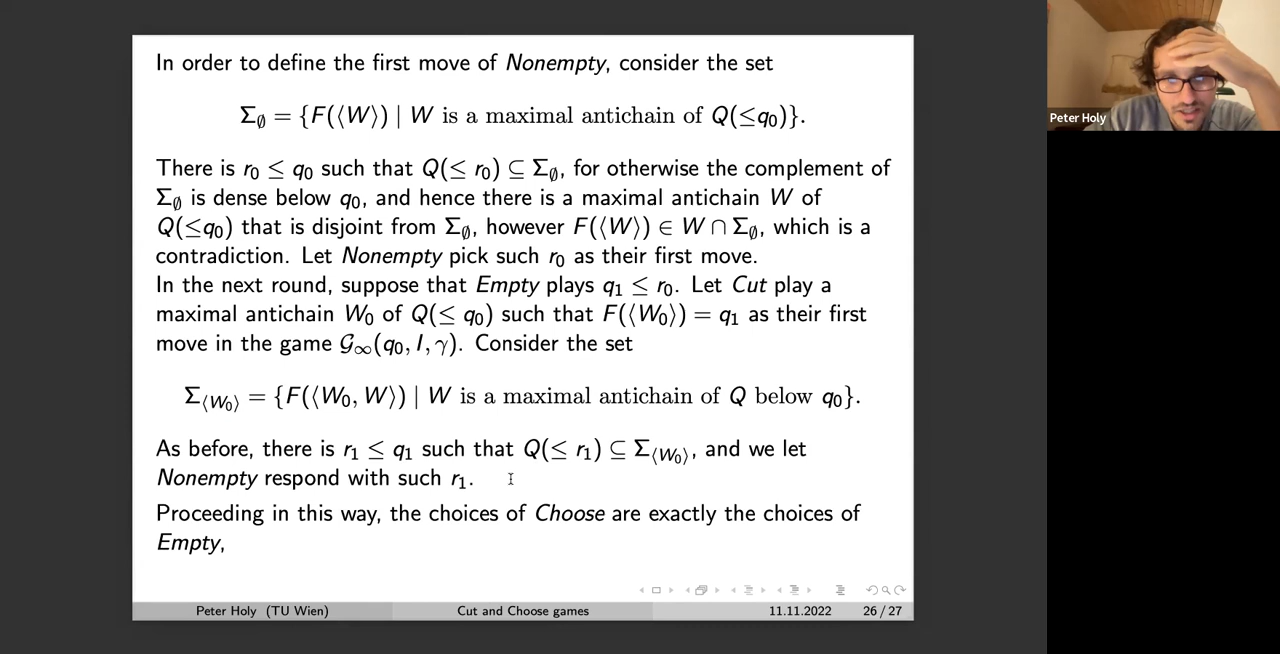 In order to define the first move of Nonempty, consider the set
Σ∅ = {F(⟨W⟩) | W is a maximal antichain of Q(≤q₀)}.
There is r₀ ≤ q₀ such that Q(≤ r₀) ⊆ Σ∅, for otherwise the complement of
Σ∅ is dense below q₀, and hence there is a maximal antichain W of
Q(≤q₀) that is disjoint from Σ∅, however F(⟨W⟩) ∈ W ∩ Σ∅, which is a
contradiction. Let Nonempty pick such r₀ as their first move.
In the next round, suppose that Empty plays q₁ ≤ r₀. Let Cut play a
maximal antichain W₀ of Q(≤ q₀) such that F(⟨W₀⟩) = q₁ as their first
move in the game 𝒢∞(q₀, I, γ). Consider the set
Σ⟨W₀⟩ = {F(⟨W₀, W⟩) | W is a maximal antichain of Q below q₀}.
As before, there is r₁ ≤ q₁ such that Q(≤ r₁) ⊆ Σ⟨W₀⟩, and we let
Nonempty respond with such r₁.
Proceeding in this way, the choices of Choose are exactly the choices of
Empty,
Peter Holy (TU Wien) Cut and Choose games 11.11.2022 26 / 27
Peter Holy